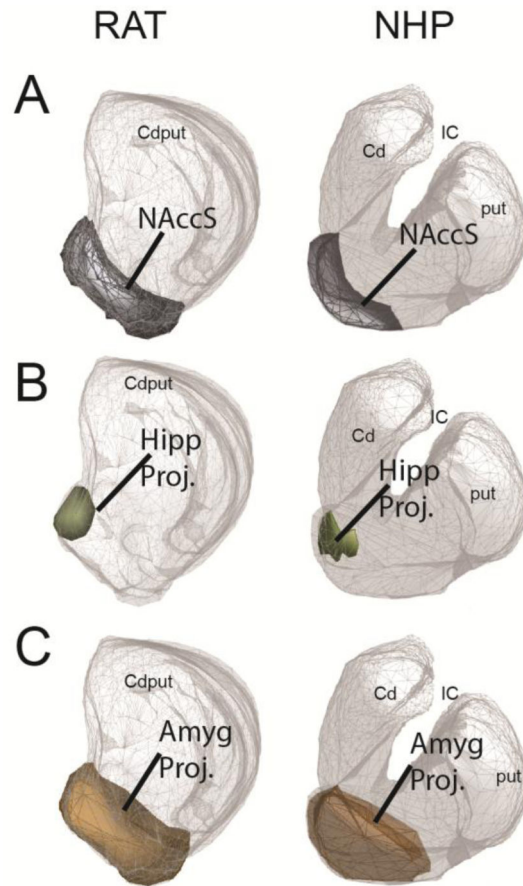 RAT NHP
A
Cdput
NAccS
Cd
IC
put
NAccS
B
Cdput
Hipp
Proj.
Cd
IC
put
Hipp
Proj.
C
Cdput
Amyg
Proj.
Cd
IC
put
Amyg
Proj.